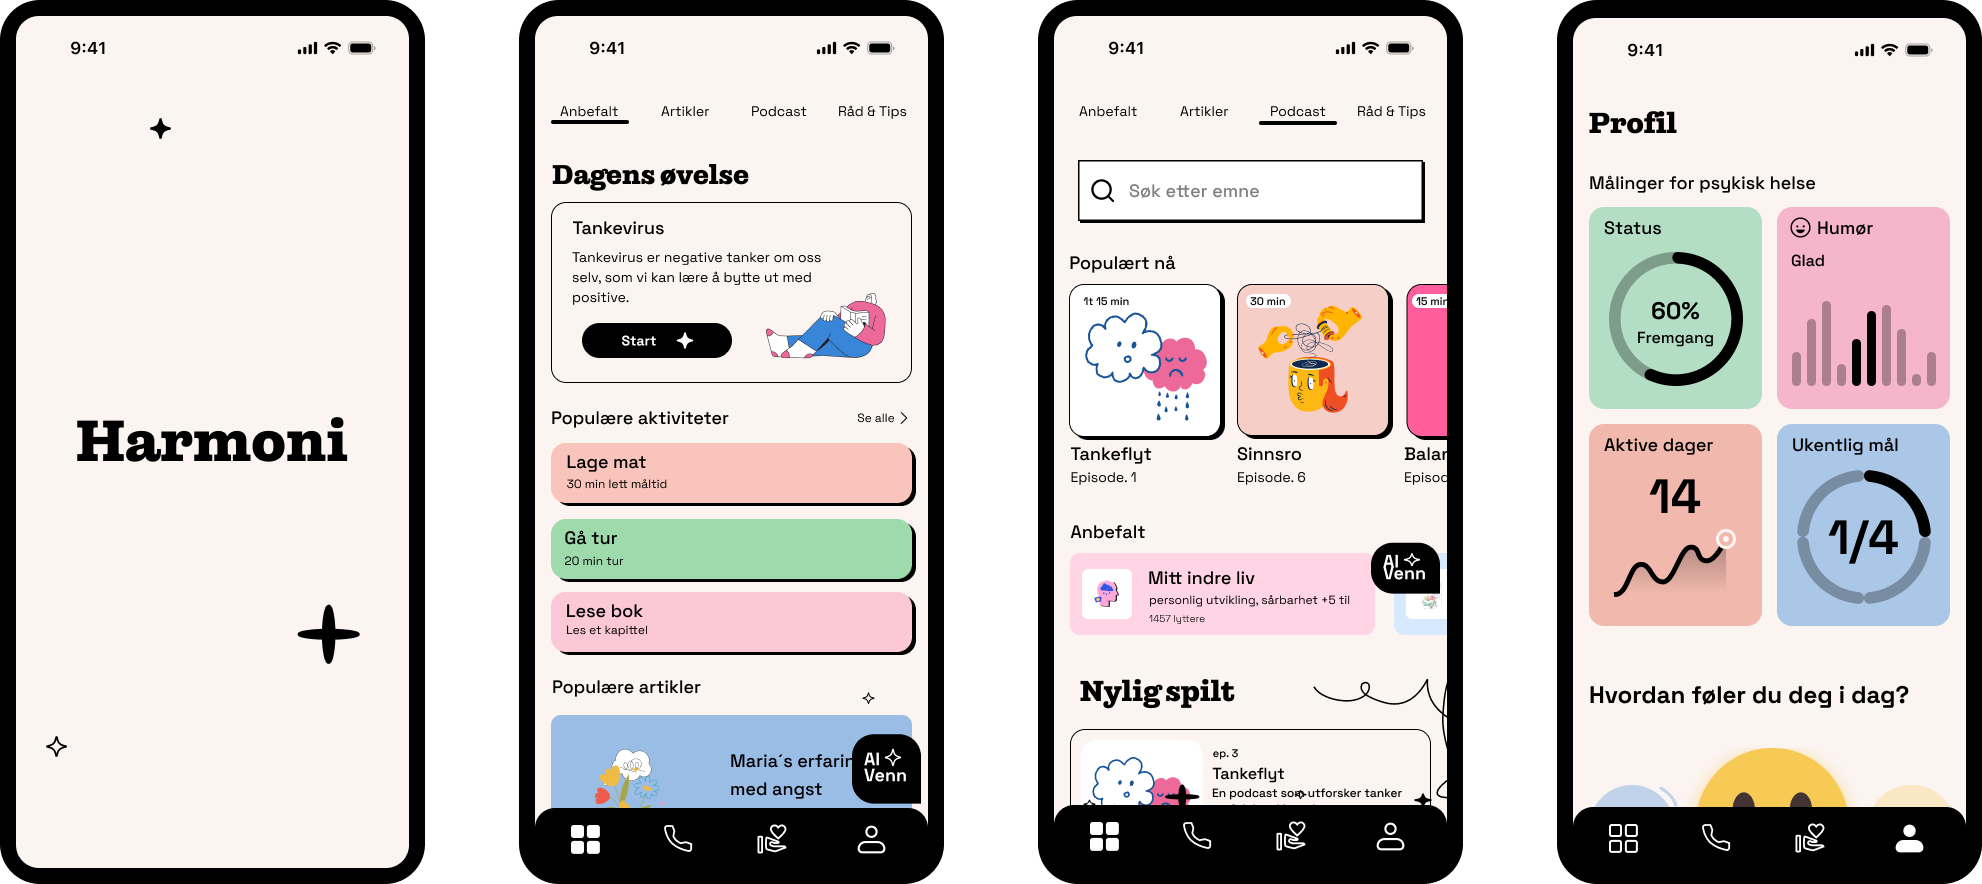 9:41
Harmoni
9:41
Anbefalt
Artikler
Podcast
Råd & Tips
Dagens øvelse
Tankevirus
Tankevirus er negative tanker om oss
selv, som vi kan lære å bytte ut med
positive.
Start
Populære aktiviteter
Se alle
Lage mat
30 min lett måltid
Gå tur
20 min tur
Lese bok
Les et kapittel
Populære artikler
Maria´s erfarin
med angst
AI
Venn
9:41
Anbefalt
Artikler
Podcast
Råd & Tips
Søk etter emne
Populært nå
1t 15 min
30 min
15 min
Tankeflyt
Episode. 1
Sinnsro
Episode. 6
Balan
Episod
Anbefalt
AI
Venn
Mitt indre liv
personlig utvikling, sårbarhet +5 til
1457 lyttere
Nylig spilt
ep. 3
Tankeflyt
En podcast som utforsker tanker
9:41
Profil
Målinger for psykisk helse
Status
60%
Fremgang
Humør
Glad
Aktive dager
14
Ukentlig mål
1/4
Hvordan føler du deg i dag?